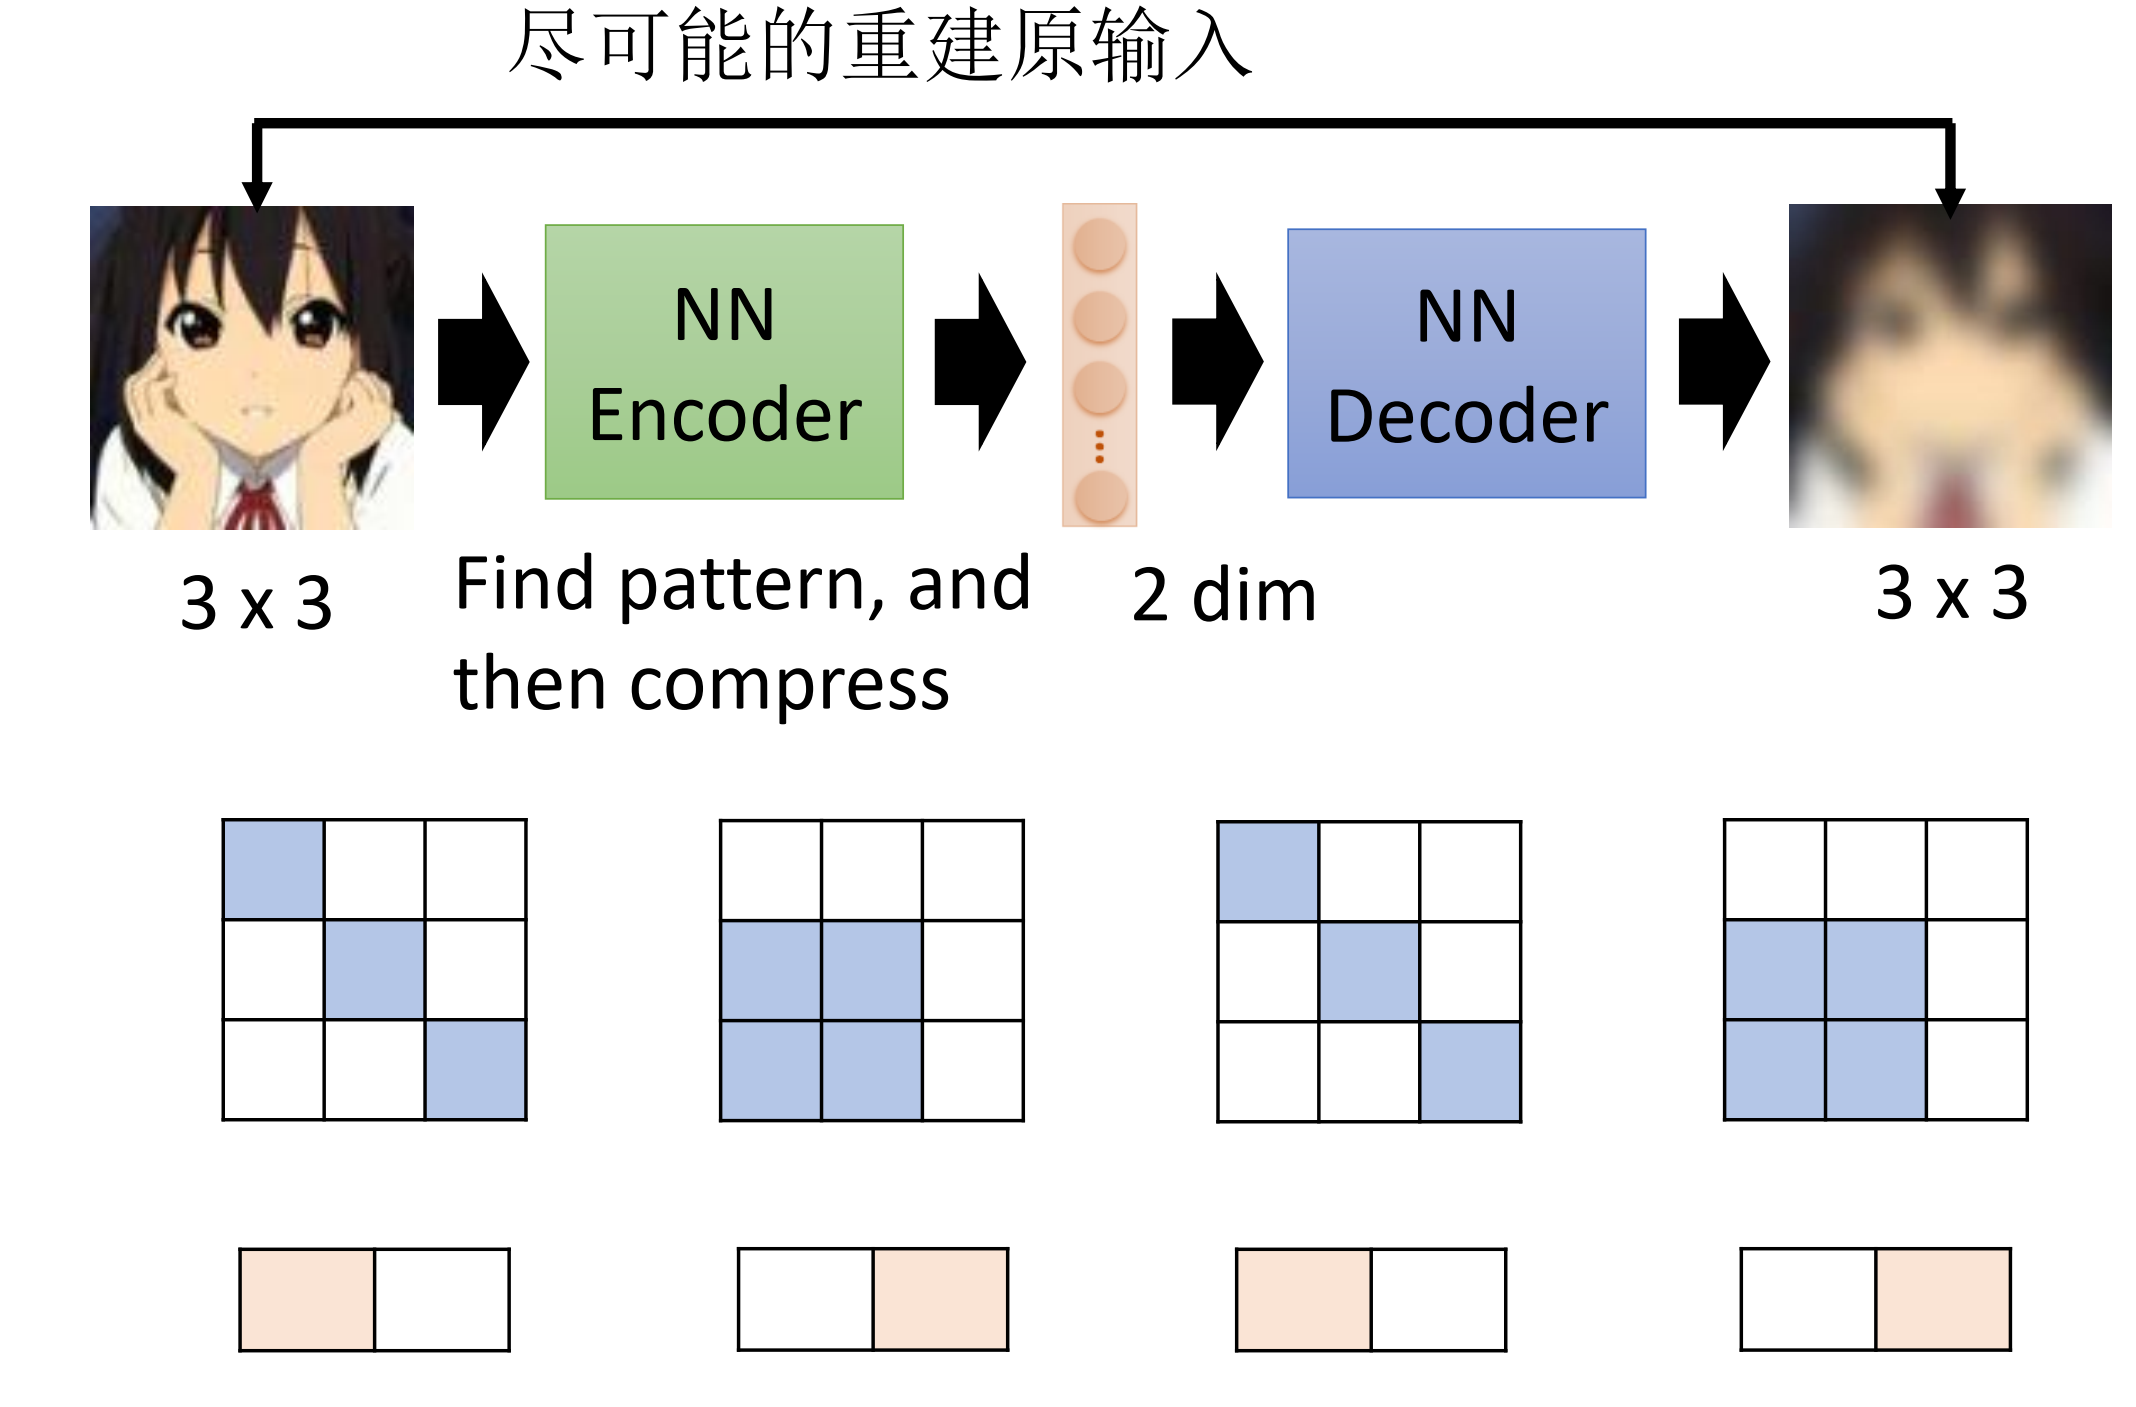 尽可能的重建原输入
NN
Encoder
NN
Decoder
3 x 3
Find pattern, and
then compress
2 dim
3 x 3